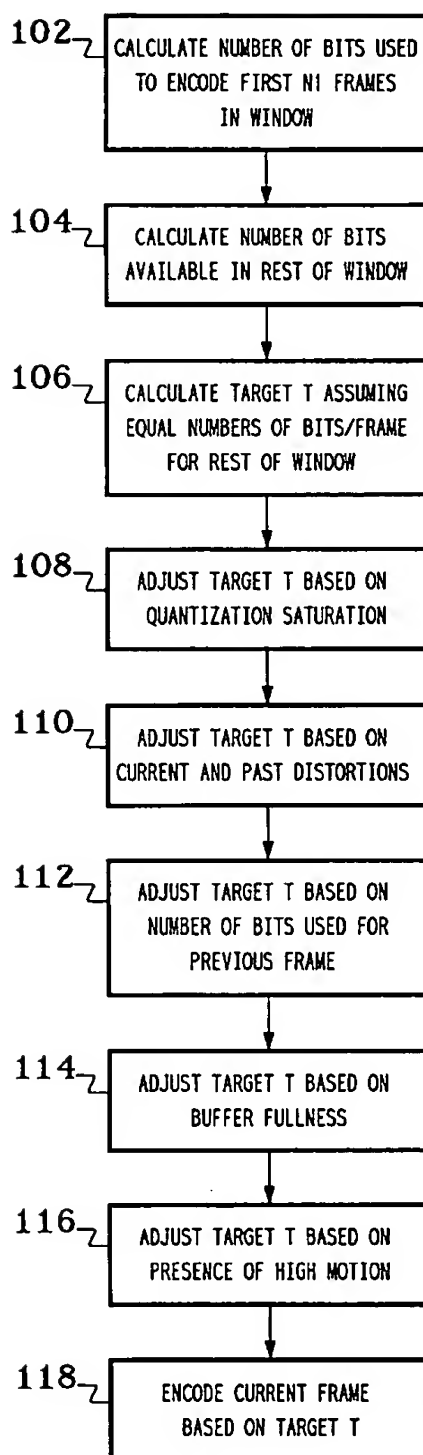 102
CALCULATE NUMBER OF BITS USED
TO ENCODE FIRST N1 FRAMES
IN WINDOW
104
CALCULATE NUMBER OF BITS
AVAILABLE IN REST OF WINDOW
106
CALCULATE TARGET T ASSUMING
EQUAL NUMBERS OF BITS/FRAME
FOR REST OF WINDOW
108
ADJUST TARGET T BASED ON
QUANTIZATION SATURATION
110
ADJUST TARGET T BASED ON
CURRENT AND PAST DISTORTIONS
112
ADJUST TARGET T BASED ON
NUMBER OF BITS USED FOR
PREVIOUS FRAME
114
ADJUST TARGET T BASED ON
BUFFER FULLNESS
116
ADJUST TARGET T BASED ON
PRESENCE OF HIGH MOTION
118
ENCODE CURRENT FRAME
BASED ON TARGET T